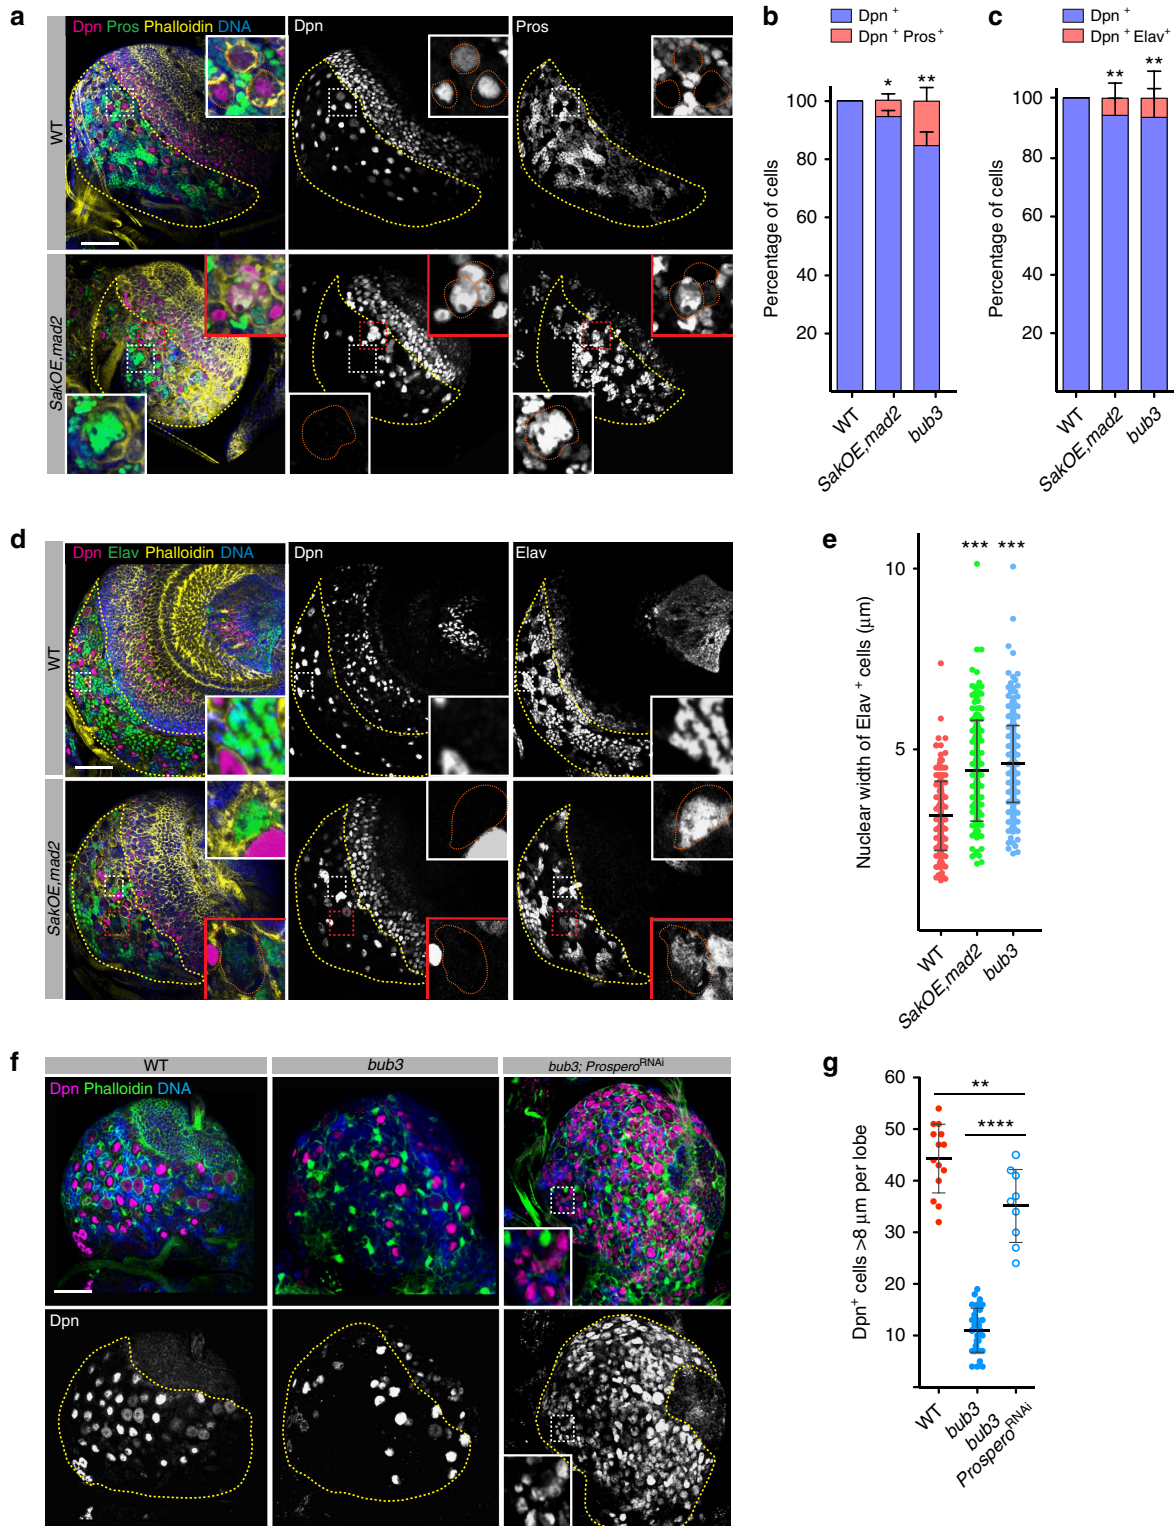 a
Dpn Pros Phalloidin DNA
Dpn
Pros
WT
SakOE,mad2
b
Dpn +
Dpn + Pros+
* **
Percentage of cells
100
80
60
40
20
WT
SakOE,mad2
bub3
c
Dpn +
Dpn + Elav+
** **
Percentage of cells
100
80
60
40
20
WT
SakOE,mad2
bub3
d
Dpn Elav Phalloidin DNA
Dpn
Elav
WT
SakOE,mad2
e
*** ***
Nuclear width of Elav + cells (μm)
10
5
WT
SakOE,mad2
bub3
f
WT
bub3
bub3; ProsperoRNAi
Dpn Phalloidin DNA
Dpn
g
**
****
Dpn+ cells >8 μm per lobe
60
50
40
30
20
10
WT
bub3
bub3
ProsperoRNAi